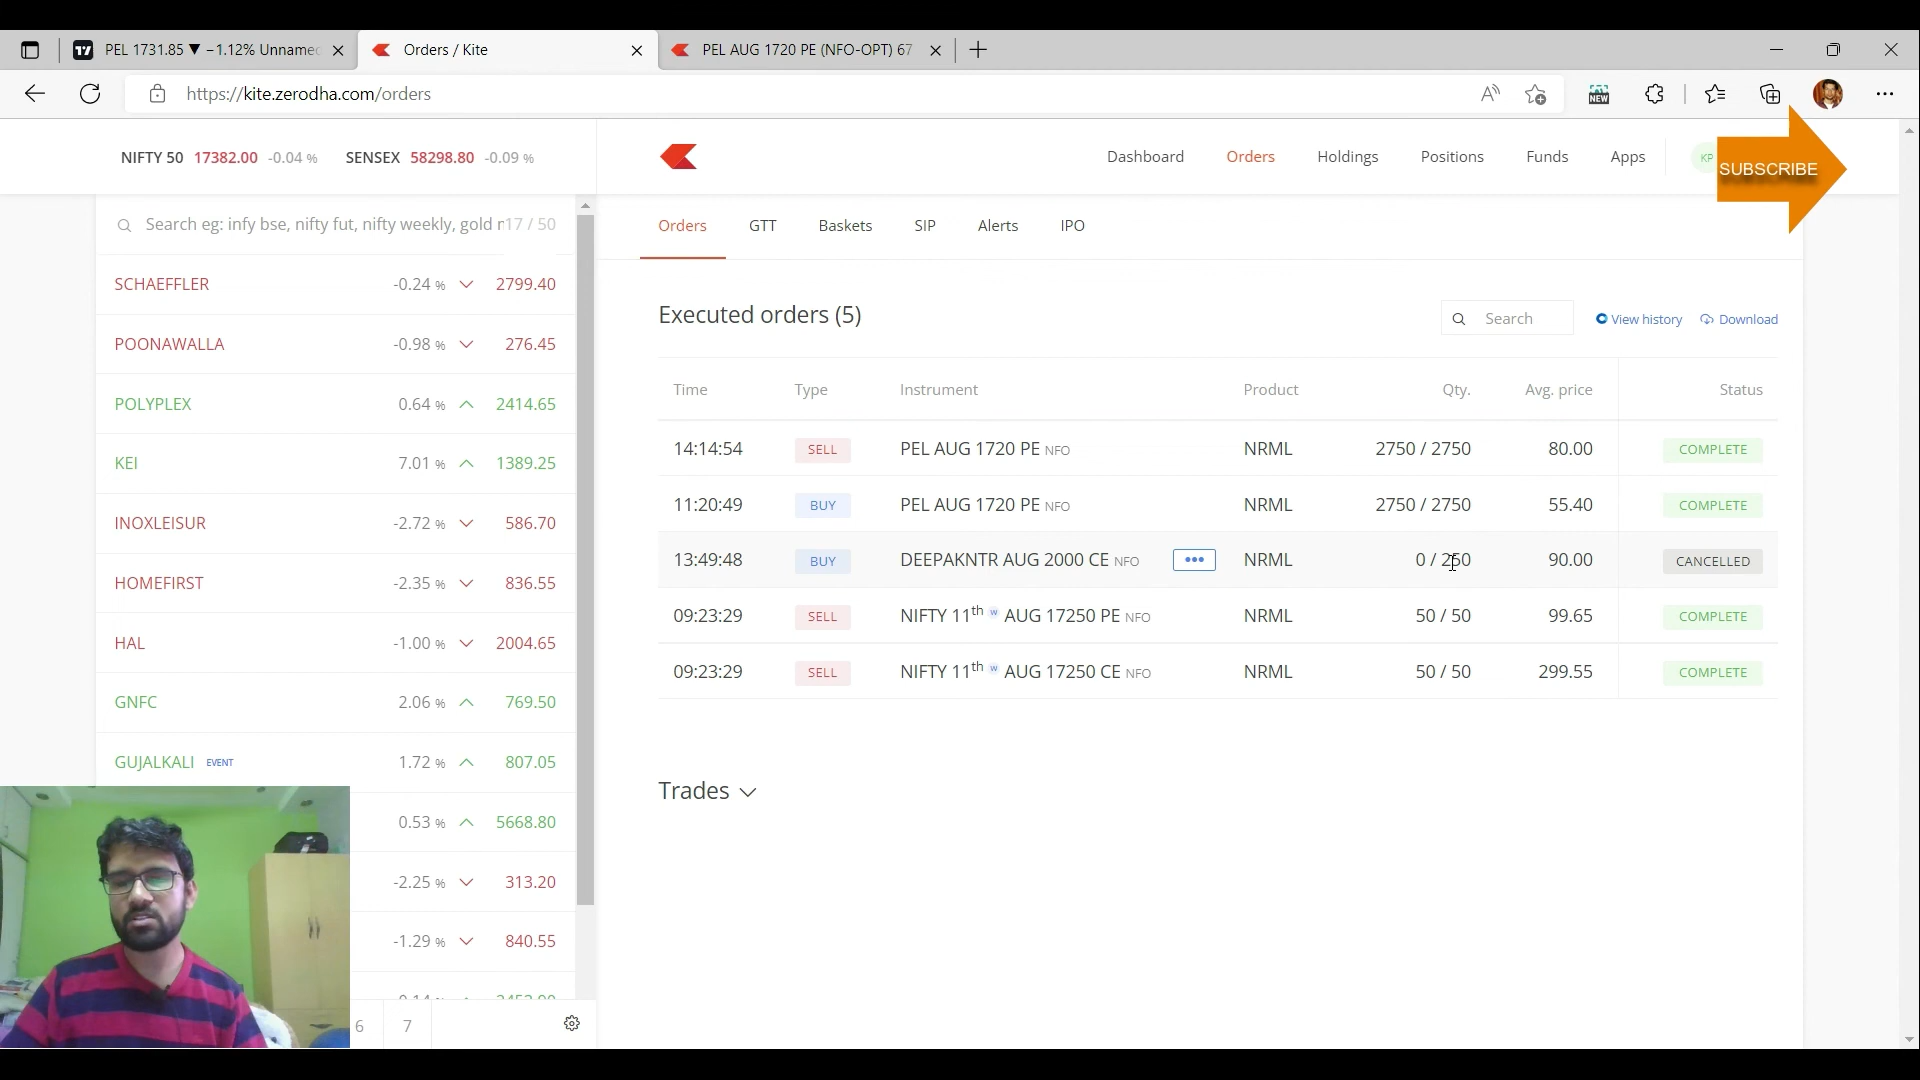 PEL 1731.85 ▼ −1.12% Unname
Orders / Kite
PEL AUG 1720 PE (NFO-OPT) 67
https://kite.zerodha.com/orders
NEW
NIFTY 50 17382.00 -0.04 %
SENSEX 58298.80 -0.09 %
Dashboard
Orders
Holdings
Positions
Funds
Apps
KP
SUBSCRIBE
Search eg: infy bse, nifty fut, nifty weekly, gold r
17 / 50
SCHAEFFLER -0.24 % 2799.40
POONAWALLA -0.98 % 276.45
POLYPLEX 0.64 % 2414.65
KEI 7.01 % 1389.25
INOXLEISUR -2.72 % 586.70
HOMEFIRST -2.35 % 836.55
HAL -1.00 % 2004.65
GNFC 2.06 % 769.50
GUJALKALI EVENT 1.72 % 807.05
0.53 % 5668.80
-2.25 % 313.20
-1.29 % 840.55
6 7
Orders GTT Baskets SIP Alerts IPO
Executed orders (5)
Search
View history
Download
Time Type Instrument Product Qty. Avg. price Status
14:14:54 SELL PEL AUG 1720 PE NFO NRML 2750 / 2750 80.00 COMPLETE
11:20:49 BUY PEL AUG 1720 PE NFO NRML 2750 / 2750 55.40 COMPLETE
13:49:48 BUY DEEPAKNTR AUG 2000 CE NFO ••• NRML 0 / 250 90.00 CANCELLED
09:23:29 SELL NIFTY 11th w AUG 17250 PE NFO NRML 50 / 50 99.65 COMPLETE
09:23:29 SELL NIFTY 11th w AUG 17250 CE NFO NRML 50 / 50 299.55 COMPLETE
Trades